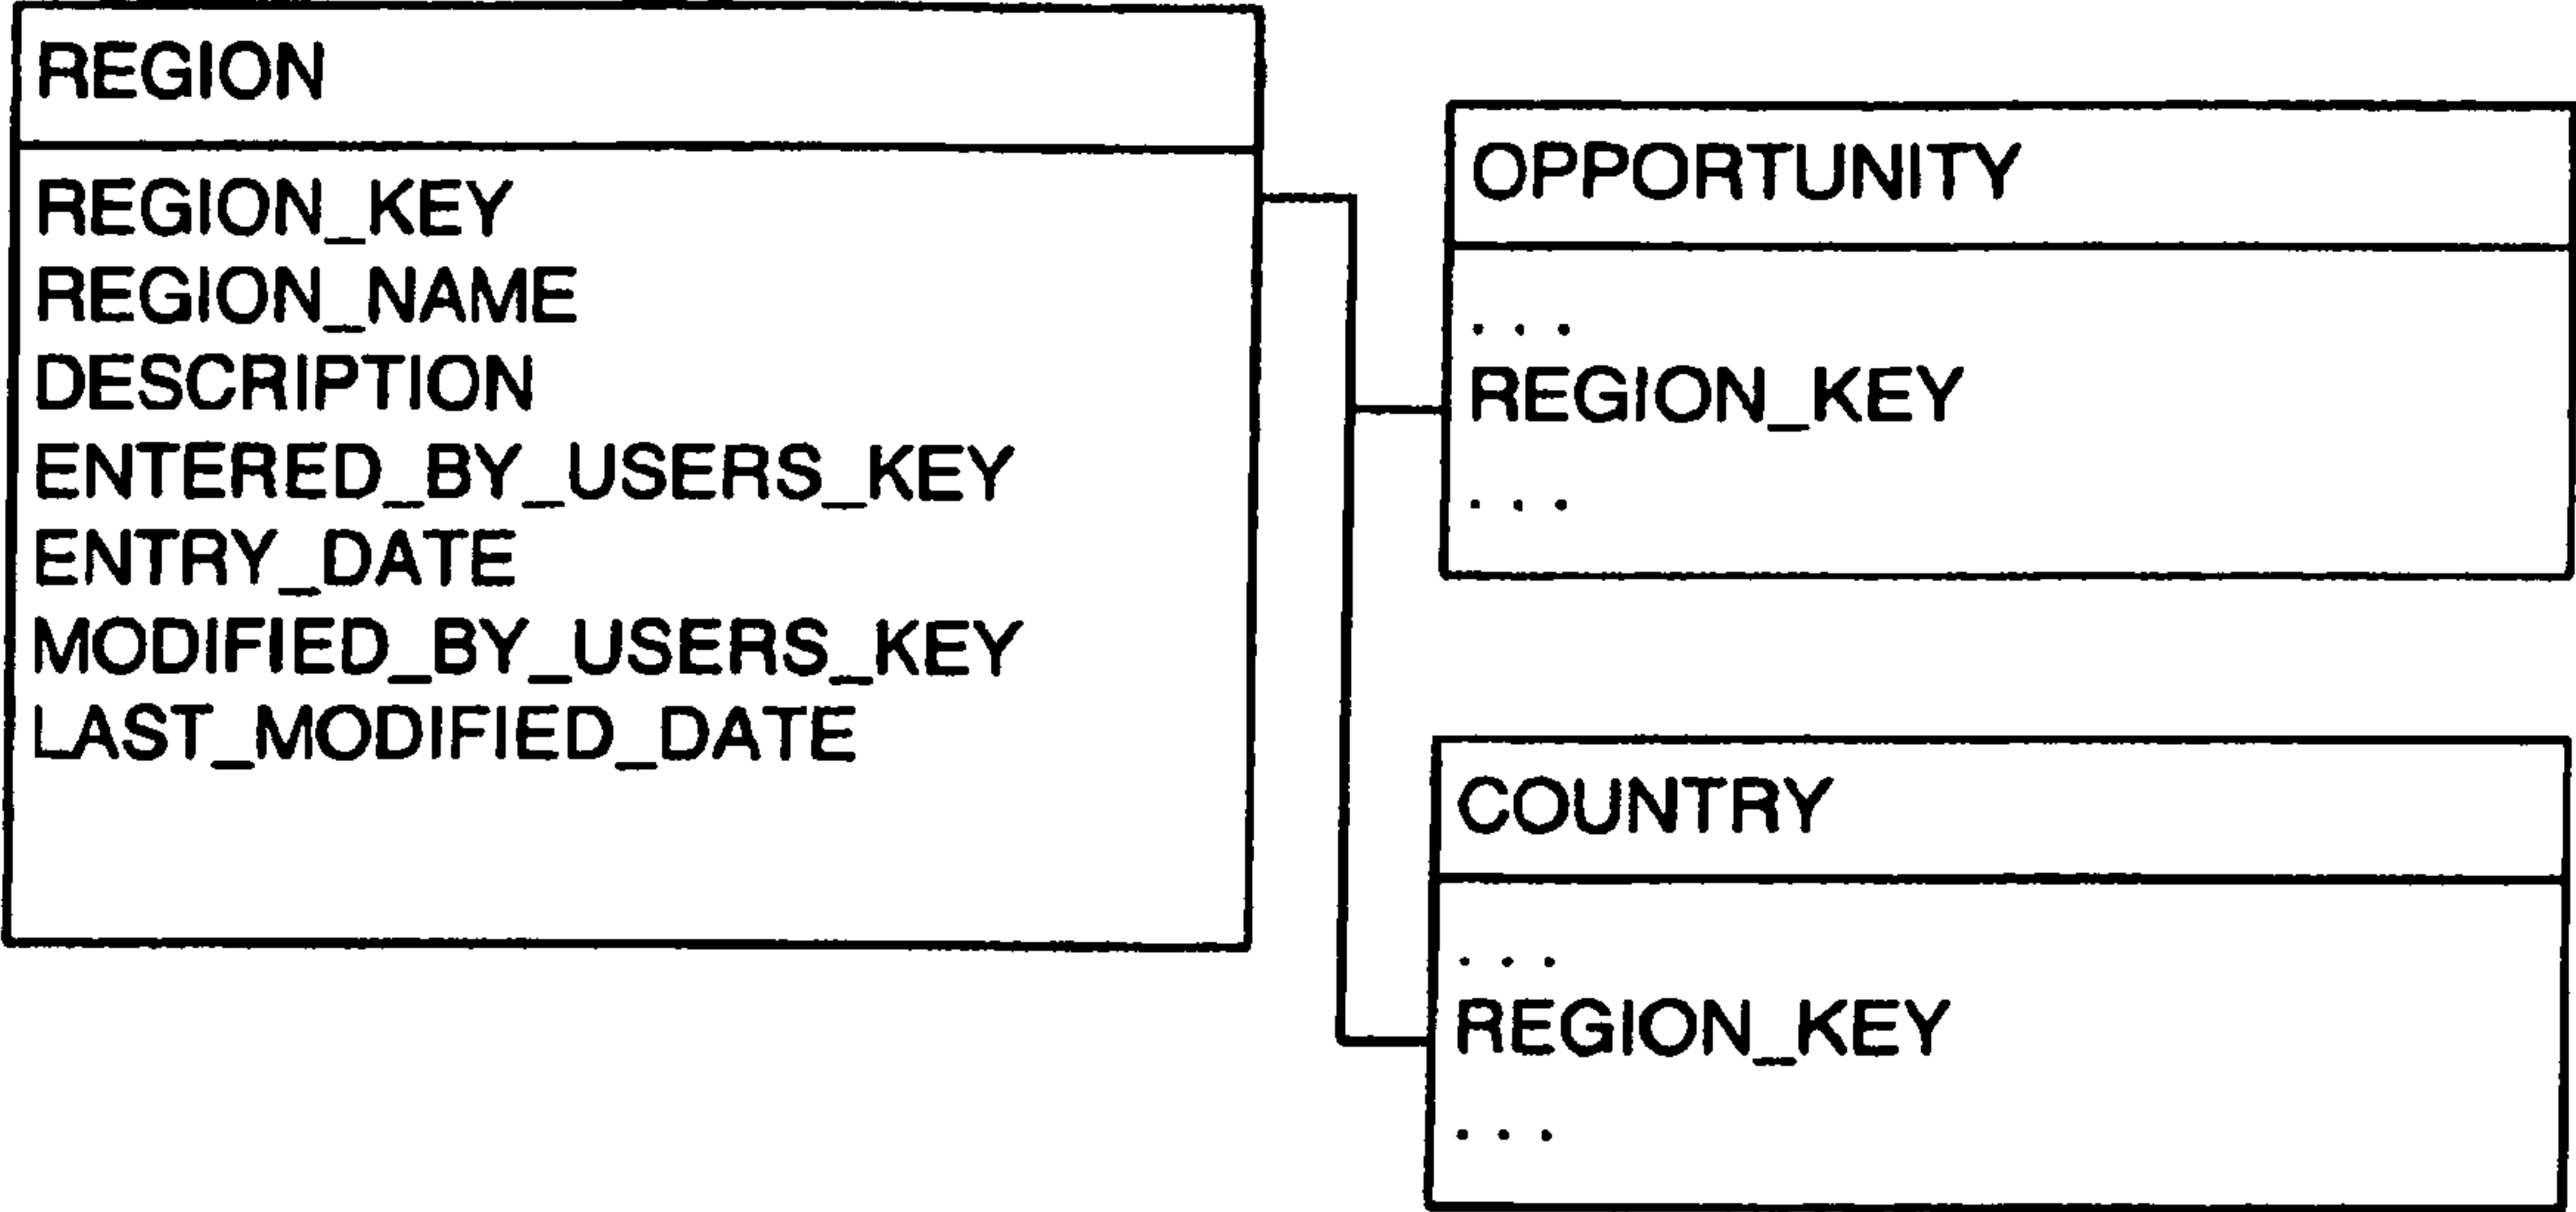 REGION
REGION_KEY
REGION_NAME
DESCRIPTION
ENTERED_BY_USERS_KEY
ENTRY_DATE
MODIFIED_BY_USERS_KEY
LAST_MODIFIED_DATE
OPPORTUNITY
. . .
REGION_KEY
. . .
COUNTRY
. . .
REGION_KEY
. . .